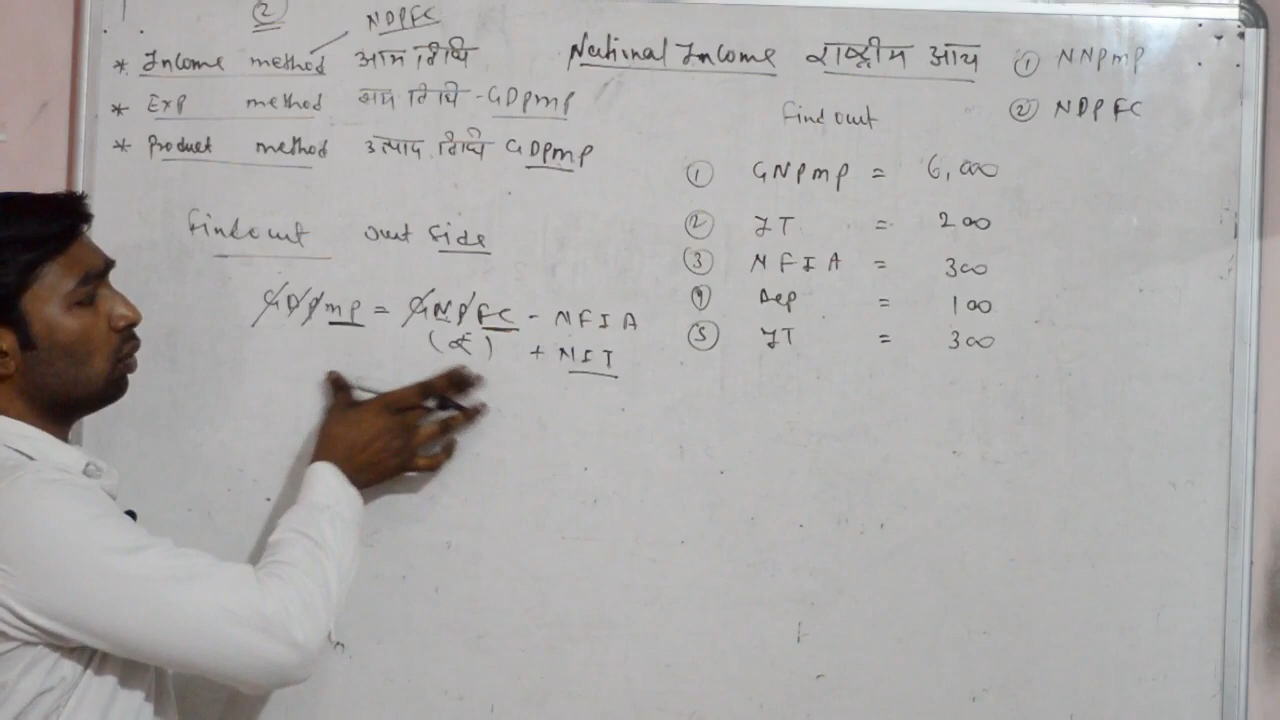 ②
NDPFC
* Income method आय विधि
* Exp method व्यय विधि - GDPmp
* Product method उत्पाद विधि GDPmp
National Income राष्ट्रीय आय
① NNPmp
② NDPFC
Find out
① GNPmp = 6,000
② IT = 200
③ NFIA = 300
④ Dep = 100
⑤ IT = 300
Findout out side
GDPmp = GNPFC - NFIA
+ NIT